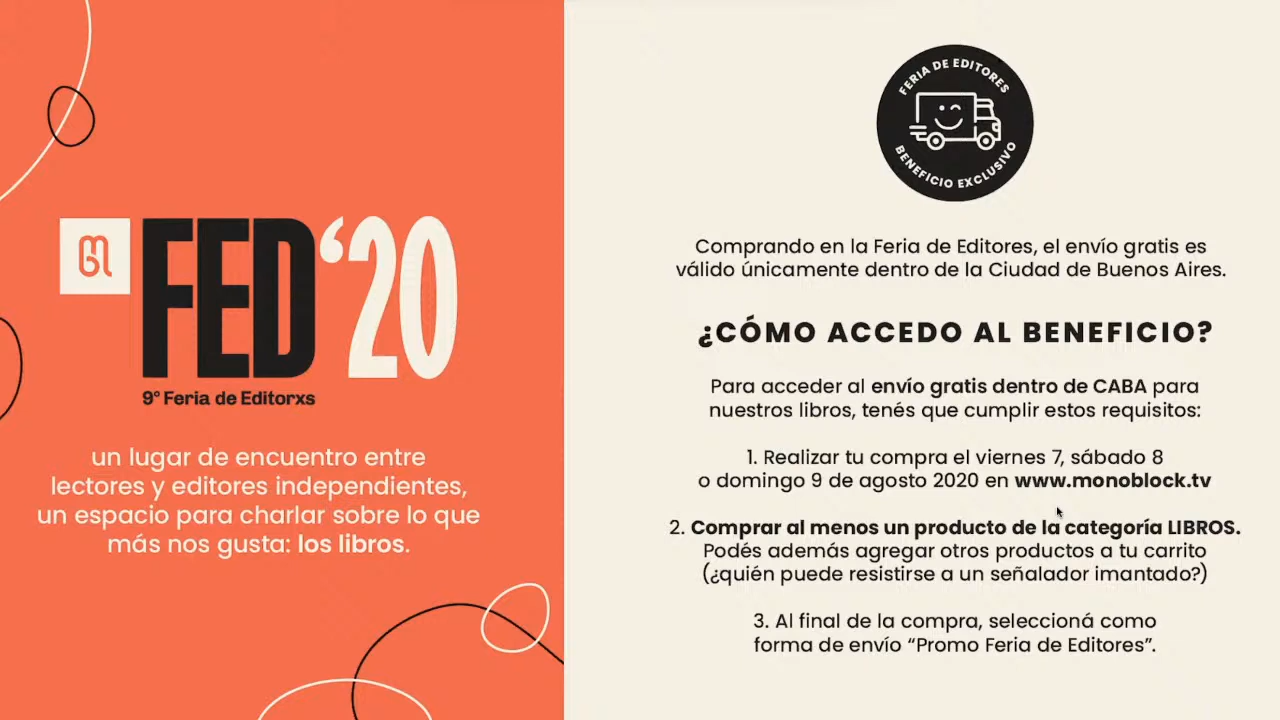 FED‘20
9° Feria de Editorxs
un lugar de encuentro entre
lectores y editores independientes,
un espacio para charlar sobre lo que
más nos gusta: los libros.
FERIA DE EDITORES
BENEFICIO EXCLUSIVO
Comprando en la Feria de Editores, el envío gratis es
válido únicamente dentro de la Ciudad de Buenos Aires.
¿CÓMO ACCEDO AL BENEFICIO?
Para acceder al envío gratis dentro de CABA para
nuestros libros, tenés que cumplir estos requisitos:
1. Realizar tu compra el viernes 7, sábado 8
o domingo 9 de agosto 2020 en www.monoblock.tv
2. Comprar al menos un producto de la categoría LIBROS.
Podés además agregar otros productos a tu carrito
(¿quién puede resistirse a un señalador imantado?)
3. Al final de la compra, seleccioná como
forma de envío “Promo Feria de Editores”.